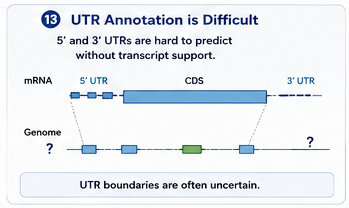 13 UTR Annotation is Difficult
5′ and 3′ UTRs are hard to predict
without transcript support.
mRNA 5′ UTR CDS 3′ UTR
Genome
? ?
UTR boundaries are often uncertain.